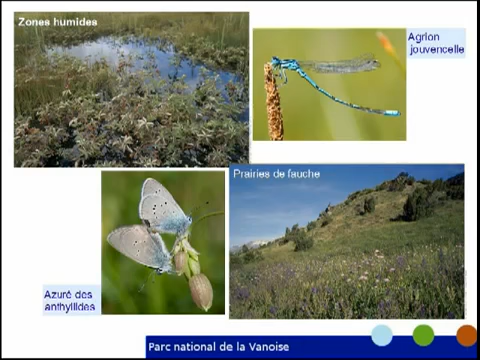 Zones humides
Agrion
jouvencelle
Prairies de fauche
Azuré des
anthyllides
Parc national de la Vanoise